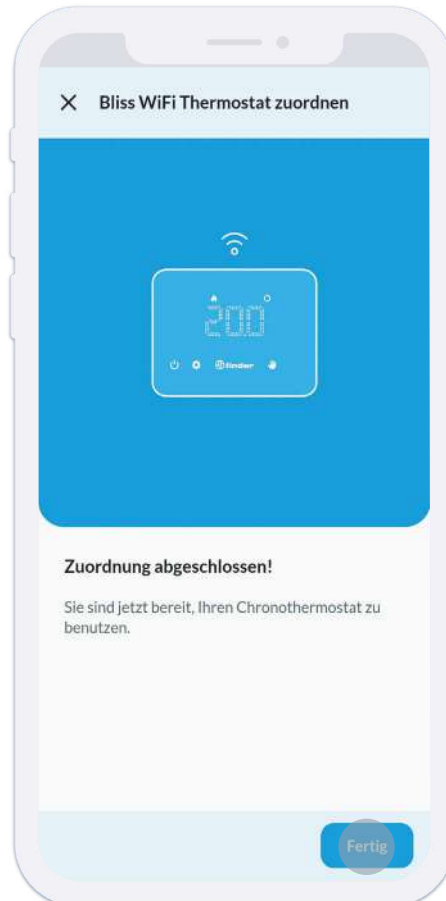 Bliss WiFi Thermostat zuordnen
20.0
finder
Zuordnung abgeschlossen!
Sie sind jetzt bereit, Ihren Chronothermostat zu
benutzen.
Fertig